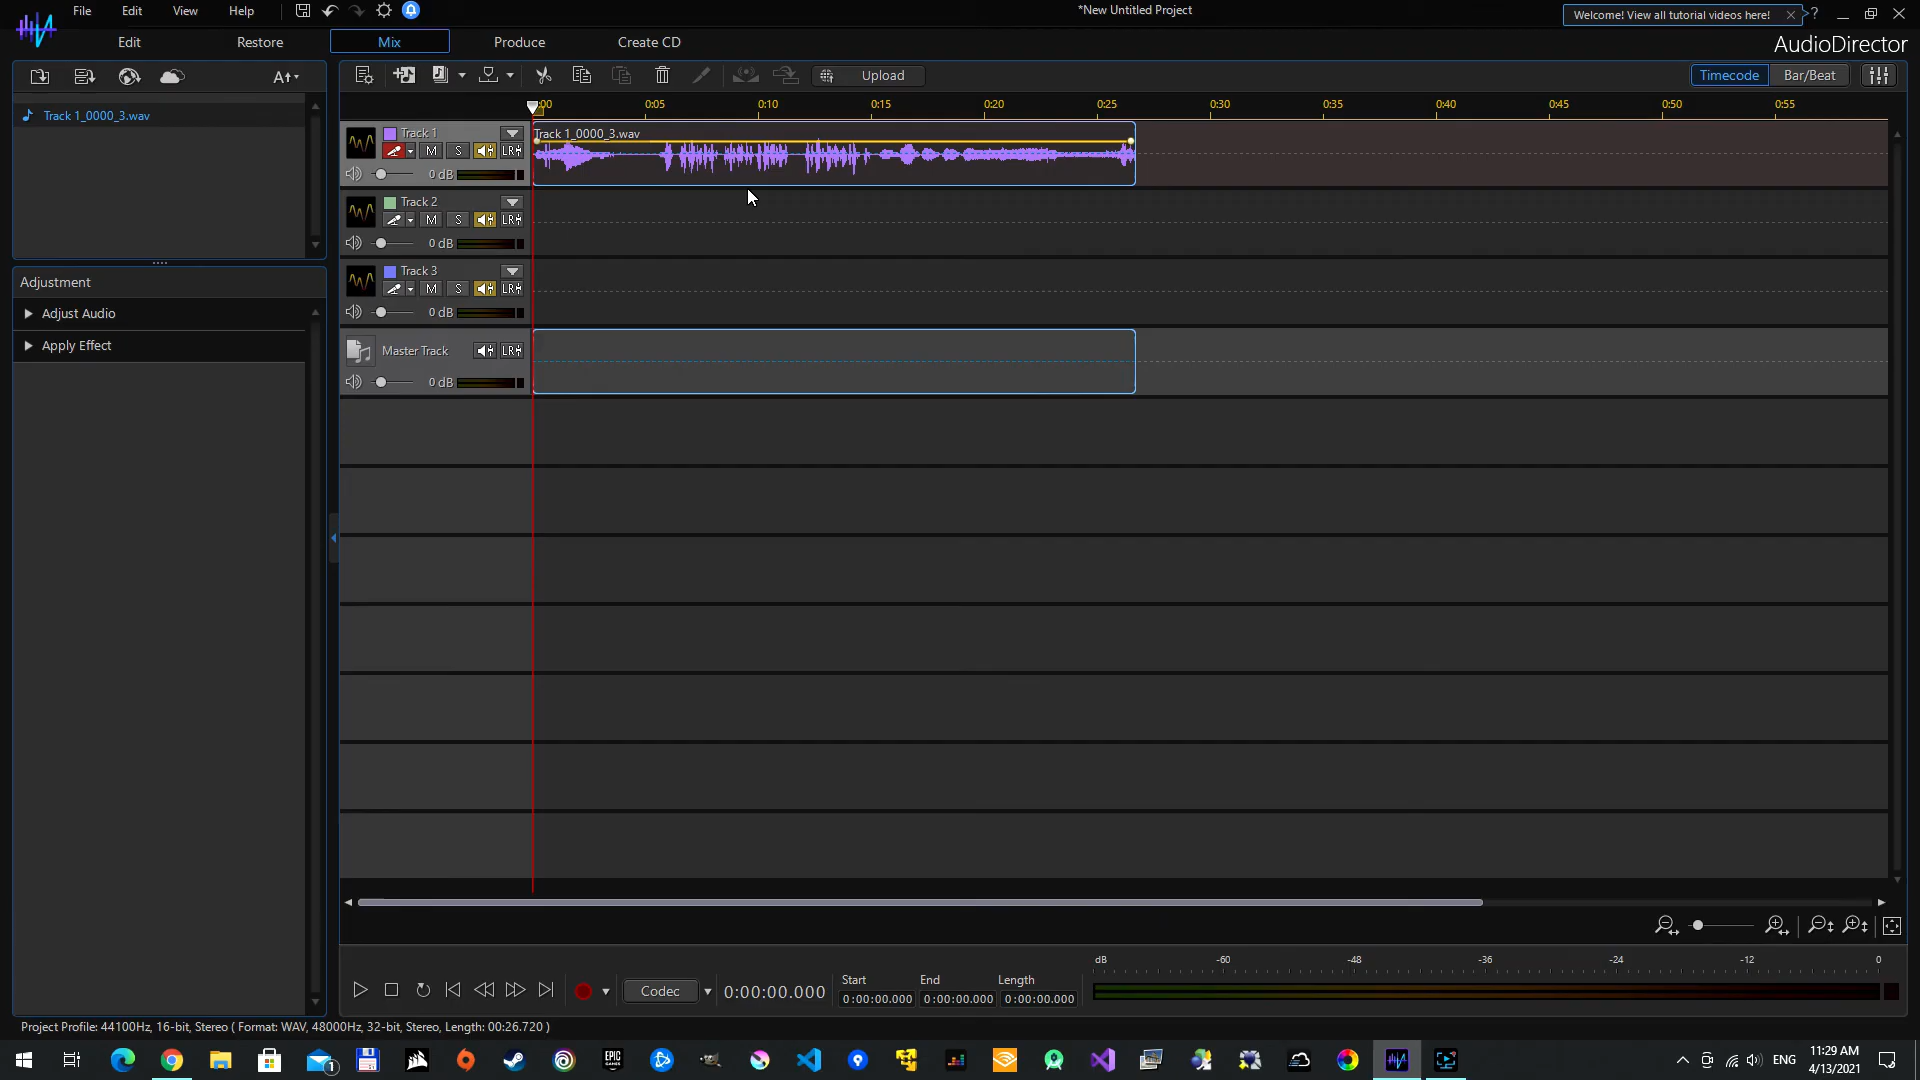 File Edit View Help
*New Untitled Project
Welcome! View all tutorial videos here!
Edit Restore Mix Produce Create CD
AudioDirector
Upload
Timecode Bar/Beat
Track 1_0000_3.wav
0:00 0:05 0:10 0:15 0:20 0:25 0:30 0:35 0:40 0:45 0:50 0:55
Track 1
Track 1_0000_3.wav
M S LR
0 dB
Track 2
M S LR
0 dB
Track 3
M S LR
0 dB
Master Track LR
0 dB
Adjustment
Adjust Audio
Apply Effect
Codec
0:00:00.000
Start End Length
0:00:00.000 0:00:00.000 0:00:00.000
dB -60 -48 -36 -24 -12 0
Project Profile: 44100Hz, 16-bit, Stereo ( Format: WAV, 48000Hz, 32-bit, Stereo, Length: 00:26.720 )
1
EPIC GAMES
ENG
11:29 AM
4/13/2021